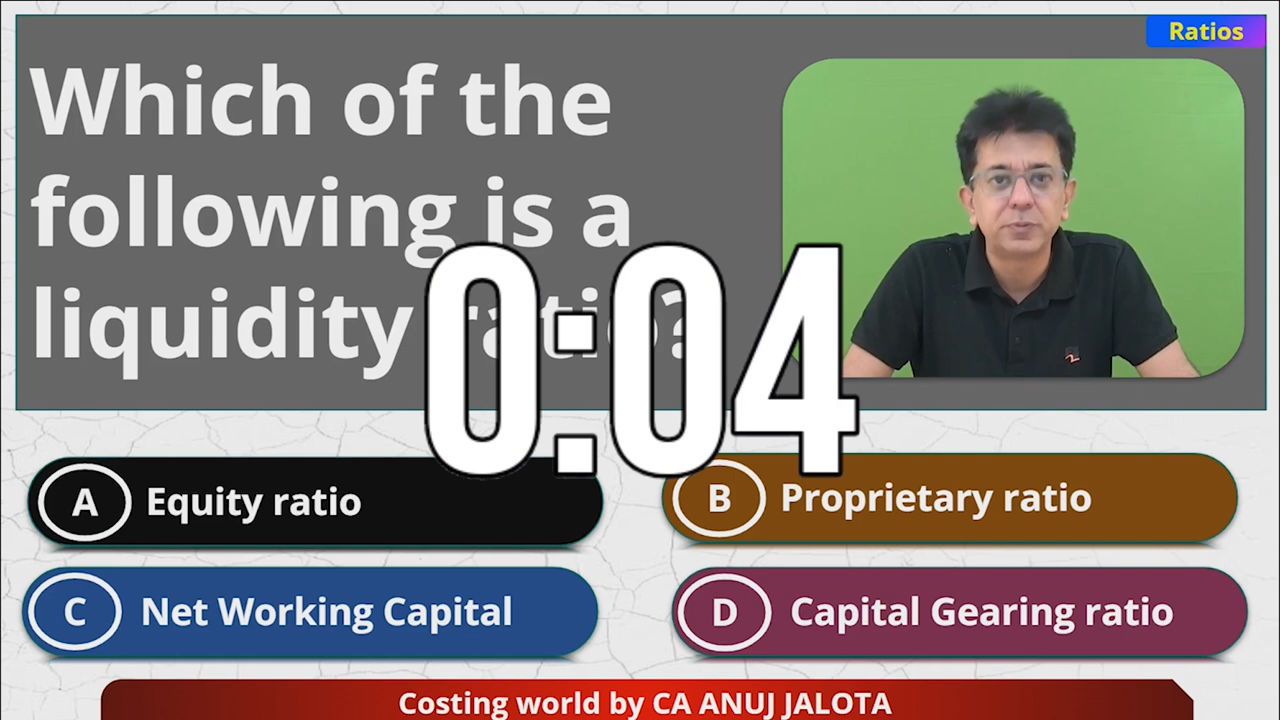 Ratios
Which of the
following is a
liquidity ratio?
0:04
A Equity ratio
B Proprietary ratio
C Net Working Capital
D Capital Gearing ratio
Costing world by CA ANUJ JALOTA